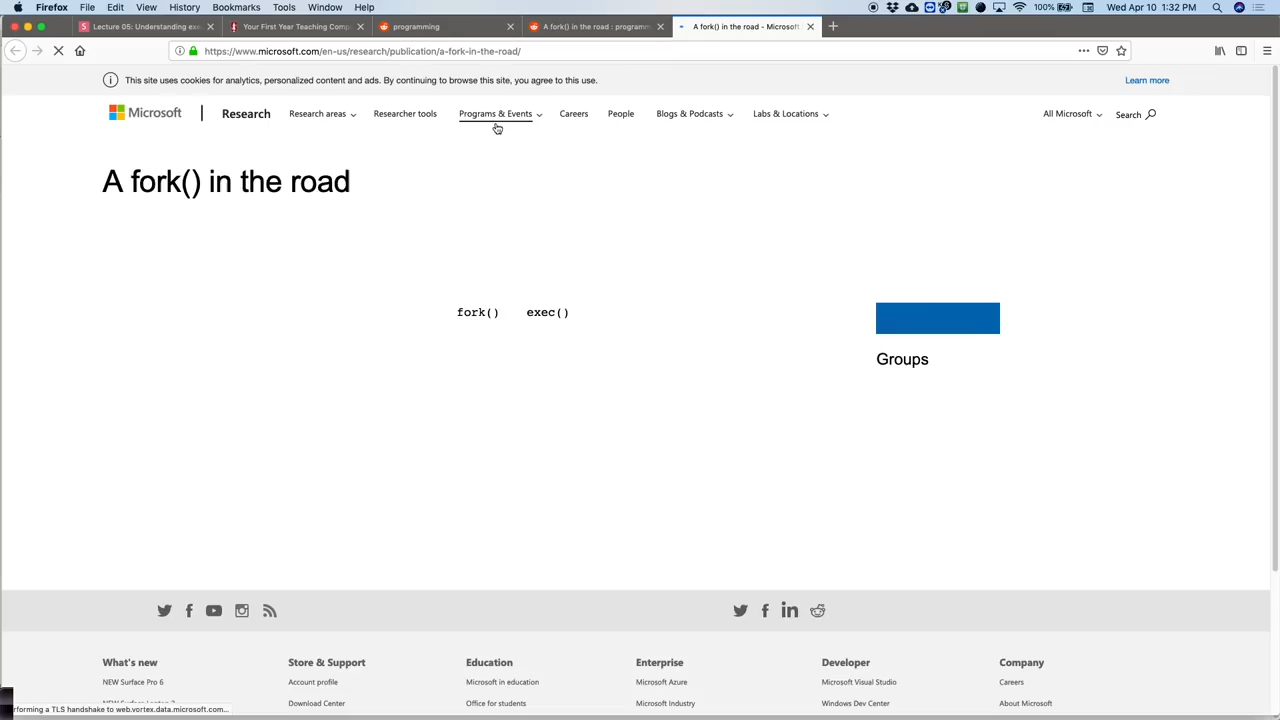 Firefox File Edit View History Bookmarks Tools Window Help
100% Wed Apr 10 1:32 PM
Lecture 05: Understanding exe
Your First Year Teaching Comp
programming
A fork() in the road : programm
A fork() in the road - Microsoft
https://www.microsoft.com/en-us/research/publication/a-fork-in-the-road/
This site uses cookies for analytics, personalized content and ads. By continuing to browse this site, you agree to this use.
Learn more
Microsoft Research Research areas Researcher tools Programs & Events Careers People Blogs & Podcasts Labs & Locations All Microsoft Search
A fork() in the road
fork() exec()
Groups
What's new Store & Support Education Enterprise Developer Company
NEW Surface Pro 6 Account profile Microsoft in education Microsoft Azure Microsoft Visual Studio Careers
Download Center Office for students Microsoft Industry Windows Dev Center About Microsoft
rforming a TLS handshake to web.vortex.data.microsoft.com...